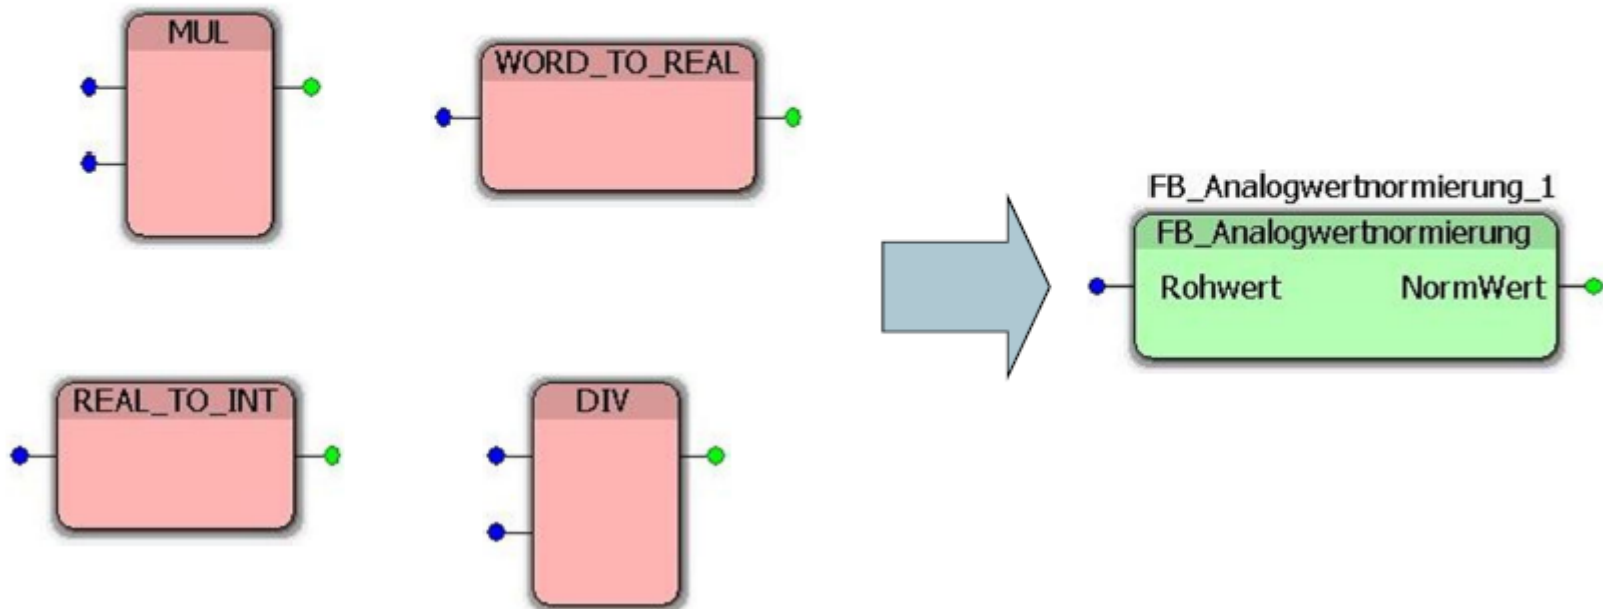 MUL
WORD_TO_REAL
REAL_TO_INT
DIV
FB_Analogwertnormierung_1
FB_Analogwertnormierung
Rohwert NormWert